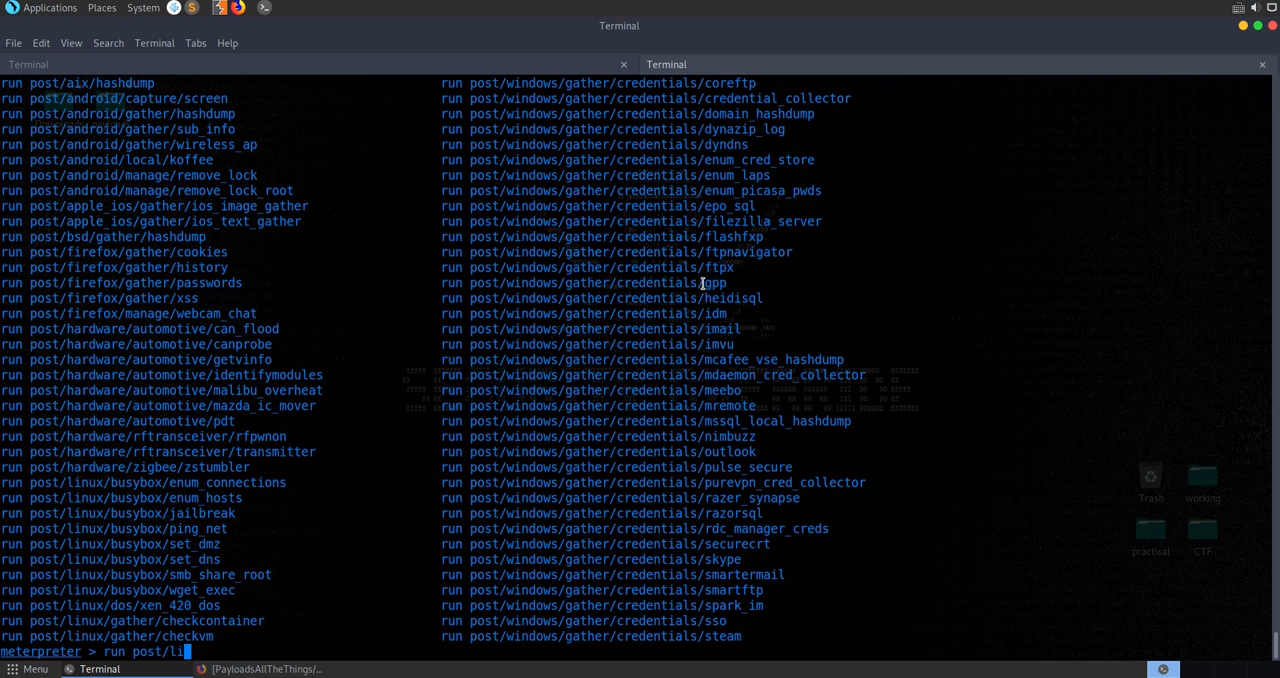 Applications Places System
Terminal
File Edit View Search Terminal Tabs Help
Terminal × Terminal ×
run post/aix/hashdump run post/windows/gather/credentials/coreftp
run post/android/capture/screen run post/windows/gather/credentials/credential_collector
run post/android/gather/hashdump run post/windows/gather/credentials/domain_hashdump
run post/android/gather/sub_info run post/windows/gather/credentials/dynazip_log
run post/android/gather/wireless_ap run post/windows/gather/credentials/dyndns
run post/android/local/koffee run post/windows/gather/credentials/enum_cred_store
run post/android/manage/remove_lock run post/windows/gather/credentials/enum_laps
run post/android/manage/remove_lock_root run post/windows/gather/credentials/enum_picasa_pwds
run post/apple_ios/gather/ios_image_gather run post/windows/gather/credentials/epo_sql
run post/apple_ios/gather/ios_text_gather run post/windows/gather/credentials/filezilla_server
run post/bsd/gather/hashdump run post/windows/gather/credentials/flashfxp
run post/firefox/gather/cookies run post/windows/gather/credentials/ftpnavigator
run post/firefox/gather/history run post/windows/gather/credentials/ftpx
run post/firefox/gather/passwords run post/windows/gather/credentials/gpp
run post/firefox/gather/xss run post/windows/gather/credentials/heidisql
run post/firefox/manage/webcam_chat run post/windows/gather/credentials/idm
run post/hardware/automotive/can_flood run post/windows/gather/credentials/imail
run post/hardware/automotive/canprobe run post/windows/gather/credentials/imvu
run post/hardware/automotive/getvinfo run post/windows/gather/credentials/mcafee_vse_hashdump
run post/hardware/automotive/identifymodules run post/windows/gather/credentials/mdaemon_cred_collector
run post/hardware/automotive/malibu_overheat run post/windows/gather/credentials/meebo
run post/hardware/automotive/mazda_ic_mover run post/windows/gather/credentials/mremote
run post/hardware/automotive/pdt run post/windows/gather/credentials/mssql_local_hashdump
run post/hardware/rftransceiver/rfpwnon run post/windows/gather/credentials/nimbuzz
run post/hardware/rftransceiver/transmitter run post/windows/gather/credentials/outlook
run post/hardware/zigbee/zstumbler run post/windows/gather/credentials/pulse_secure
run post/linux/busybox/enum_connections run post/windows/gather/credentials/purevpn_cred_collector
run post/linux/busybox/enum_hosts run post/windows/gather/credentials/razer_synapse
run post/linux/busybox/jailbreak run post/windows/gather/credentials/razorsql
run post/linux/busybox/ping_net run post/windows/gather/credentials/rdc_manager_creds
run post/linux/busybox/set_dmz run post/windows/gather/credentials/securecrt
run post/linux/busybox/set_dns run post/windows/gather/credentials/skype
run post/linux/busybox/smb_share_root run post/windows/gather/credentials/smartermail
run post/linux/busybox/wget_exec run post/windows/gather/credentials/smartftp
run post/linux/dos/xen_420_dos run post/windows/gather/credentials/spark_im
run post/linux/gather/checkcontainer run post/windows/gather/credentials/sso
run post/linux/gather/checkvm run post/windows/gather/credentials/steam
meterpreter > run post/li
Trash working
practical CTF
Menu Terminal [PayloadsAllTheThings/...